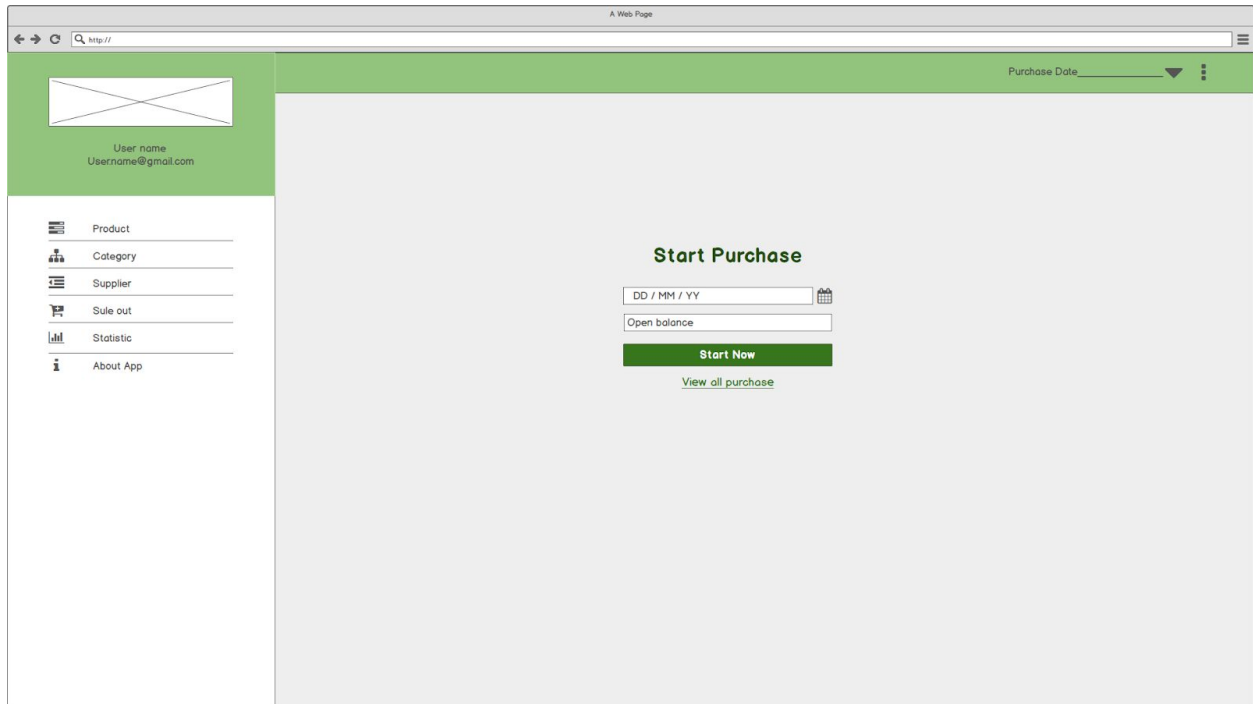 A Web Page
http://
Purchase Date
User name
Username@gmail.com
Product
Category
Supplier
Sule out
Statistic
About App
Start Purchase
DD / MM / YY
Open balance
Start Now
View all purchase